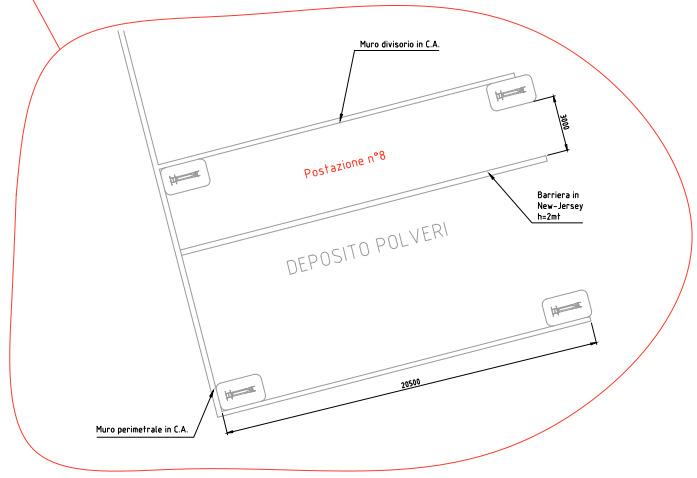 Muro divisorio in C.A.
3000
Postazione n°8
Barriera in
New-Jersey
h=2mt
DEPOSITO POLVERI
20500
Muro perimetrale in C.A.